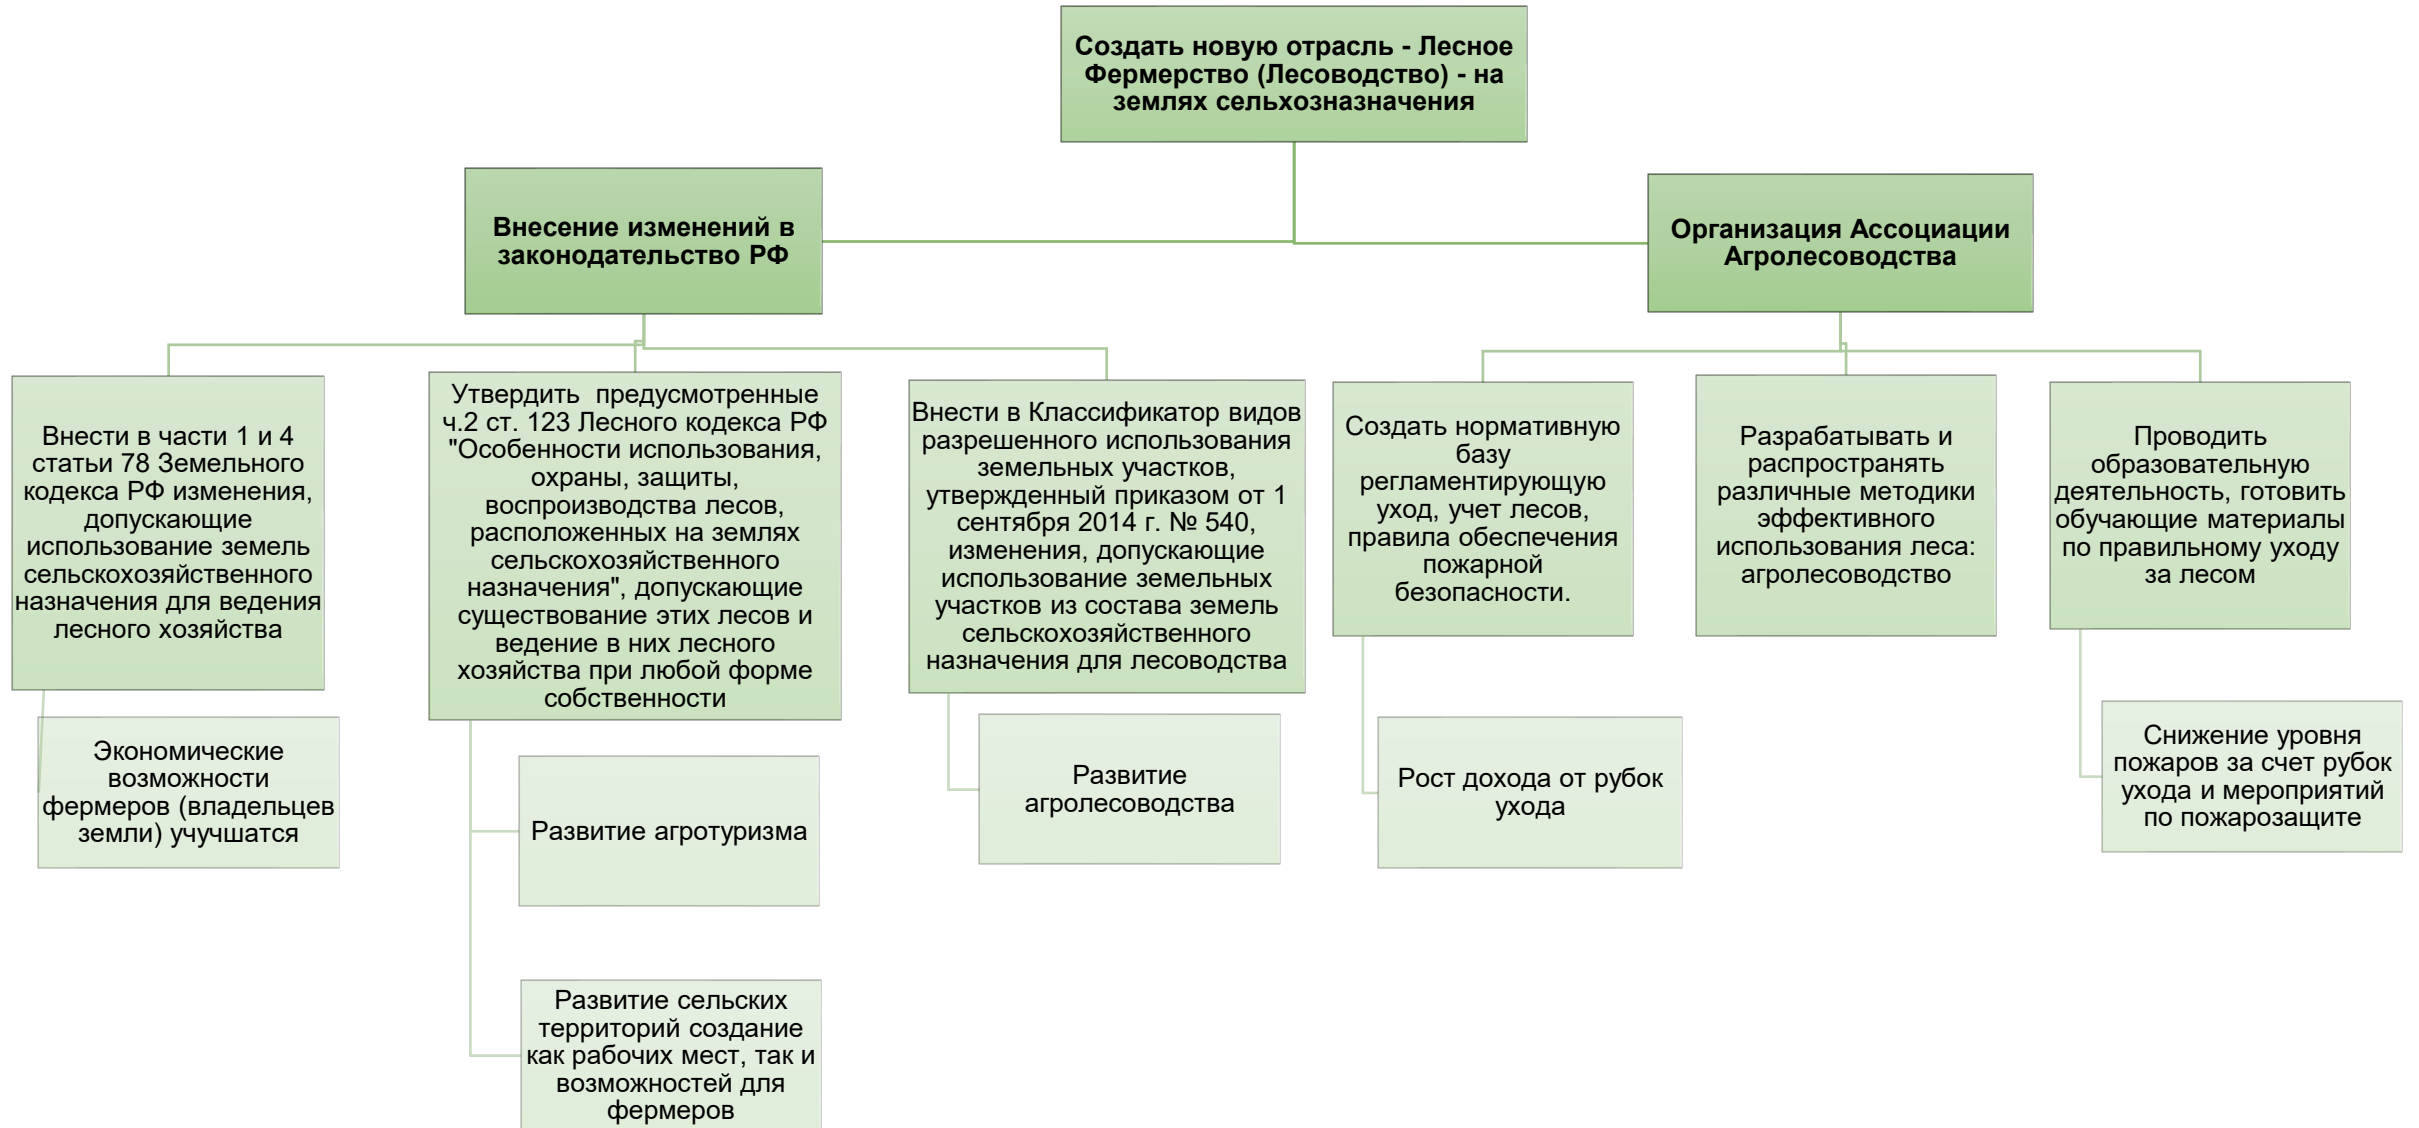 Создать новую отрасль - Лесное
Фермерство (Лесоводство) - на
землях сельхозназначения
Внесение изменений в
законодательство РФ
Организация Ассоциации
Агролесоводства
Внести в части 1 и 4
статьи 78 Земельного
кодекса РФ изменения,
допускающие
использование земель
сельскохозяйственного
назначения для ведения
лесного хозяйства
Утвердить предусмотренные
ч.2 ст. 123 Лесного кодекса РФ
"Особенности использования,
охраны, защиты,
воспроизводства лесов,
расположенных на землях
сельскохозяйственного
назначения", допускающие
существование этих лесов и
ведение в них лесного
хозяйства при любой форме
собственности
Внести в Классификатор видов
разрешенного использования
земельных участков,
утвержденный приказом от 1
сентября 2014 г. № 540,
изменения, допускающие
использование земельных
участков из состава земель
сельскохозяйственного
назначения для лесоводства
Создать нормативную
базу
регламентирующую
уход, учет лесов,
правила обеспечения
пожарной
безопасности.
Разрабатывать и
распространять
различные методики
эффективного
использования леса:
агролесоводство
Проводить
образовательную
деятельность, готовить
обучающие материалы
по правильному уходу
за лесом
Экономические
возможности
фермеров (владельцев
земли) учучшатся
Развитие агротуризма
Развитие сельских
территорий создание
как рабочих мест, так и
возможностей для
фермеров
Развитие
агролесоводства
Рост дохода от рубок
ухода
Снижение уровня
пожаров за счет рубок
ухода и мероприятий
по пожарозащите